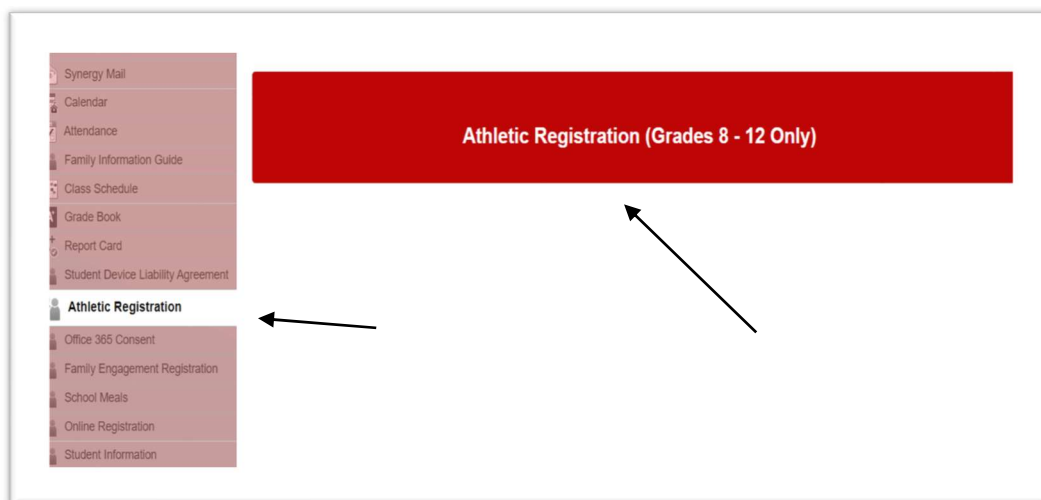 Synergy Mail
Calendar
Attendance
Family Information Guide
Class Schedule
Grade Book
Report Card
Student Device Liability Agreement
Athletic Registration
Office 365 Consent
Family Engagement Registration
School Meals
Online Registration
Student Information
Athletic Registration (Grades 8 - 12 Only)